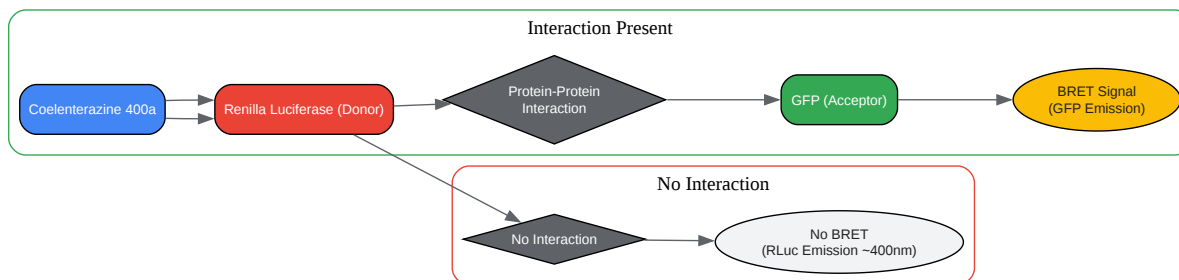 Interaction Present
Coelenterazine 400a
Renilla Luciferase (Donor)
Protein-Protein
Interaction
GFP (Acceptor)
BRET Signal
(GFP Emission)
No Interaction
No Interaction
No BRET
(RLuc Emission ~400nm)